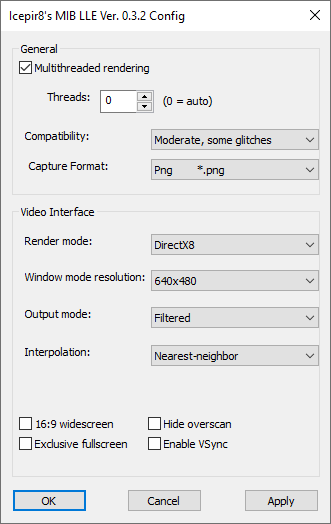 Icepir8's MIB LLE Ver. 0.3.2 Config
General
Multithreaded rendering
Threads: 0 (0 = auto)
Compatibility: Moderate, some glitches
Capture Format: Png *.png
Video Interface
Render mode: DirectX8
Window mode resolution: 640x480
Output mode: Filtered
Interpolation: Nearest-neighbor
16:9 widescreen Hide overscan
Exclusive fullscreen Enable VSync
OK Cancel Apply